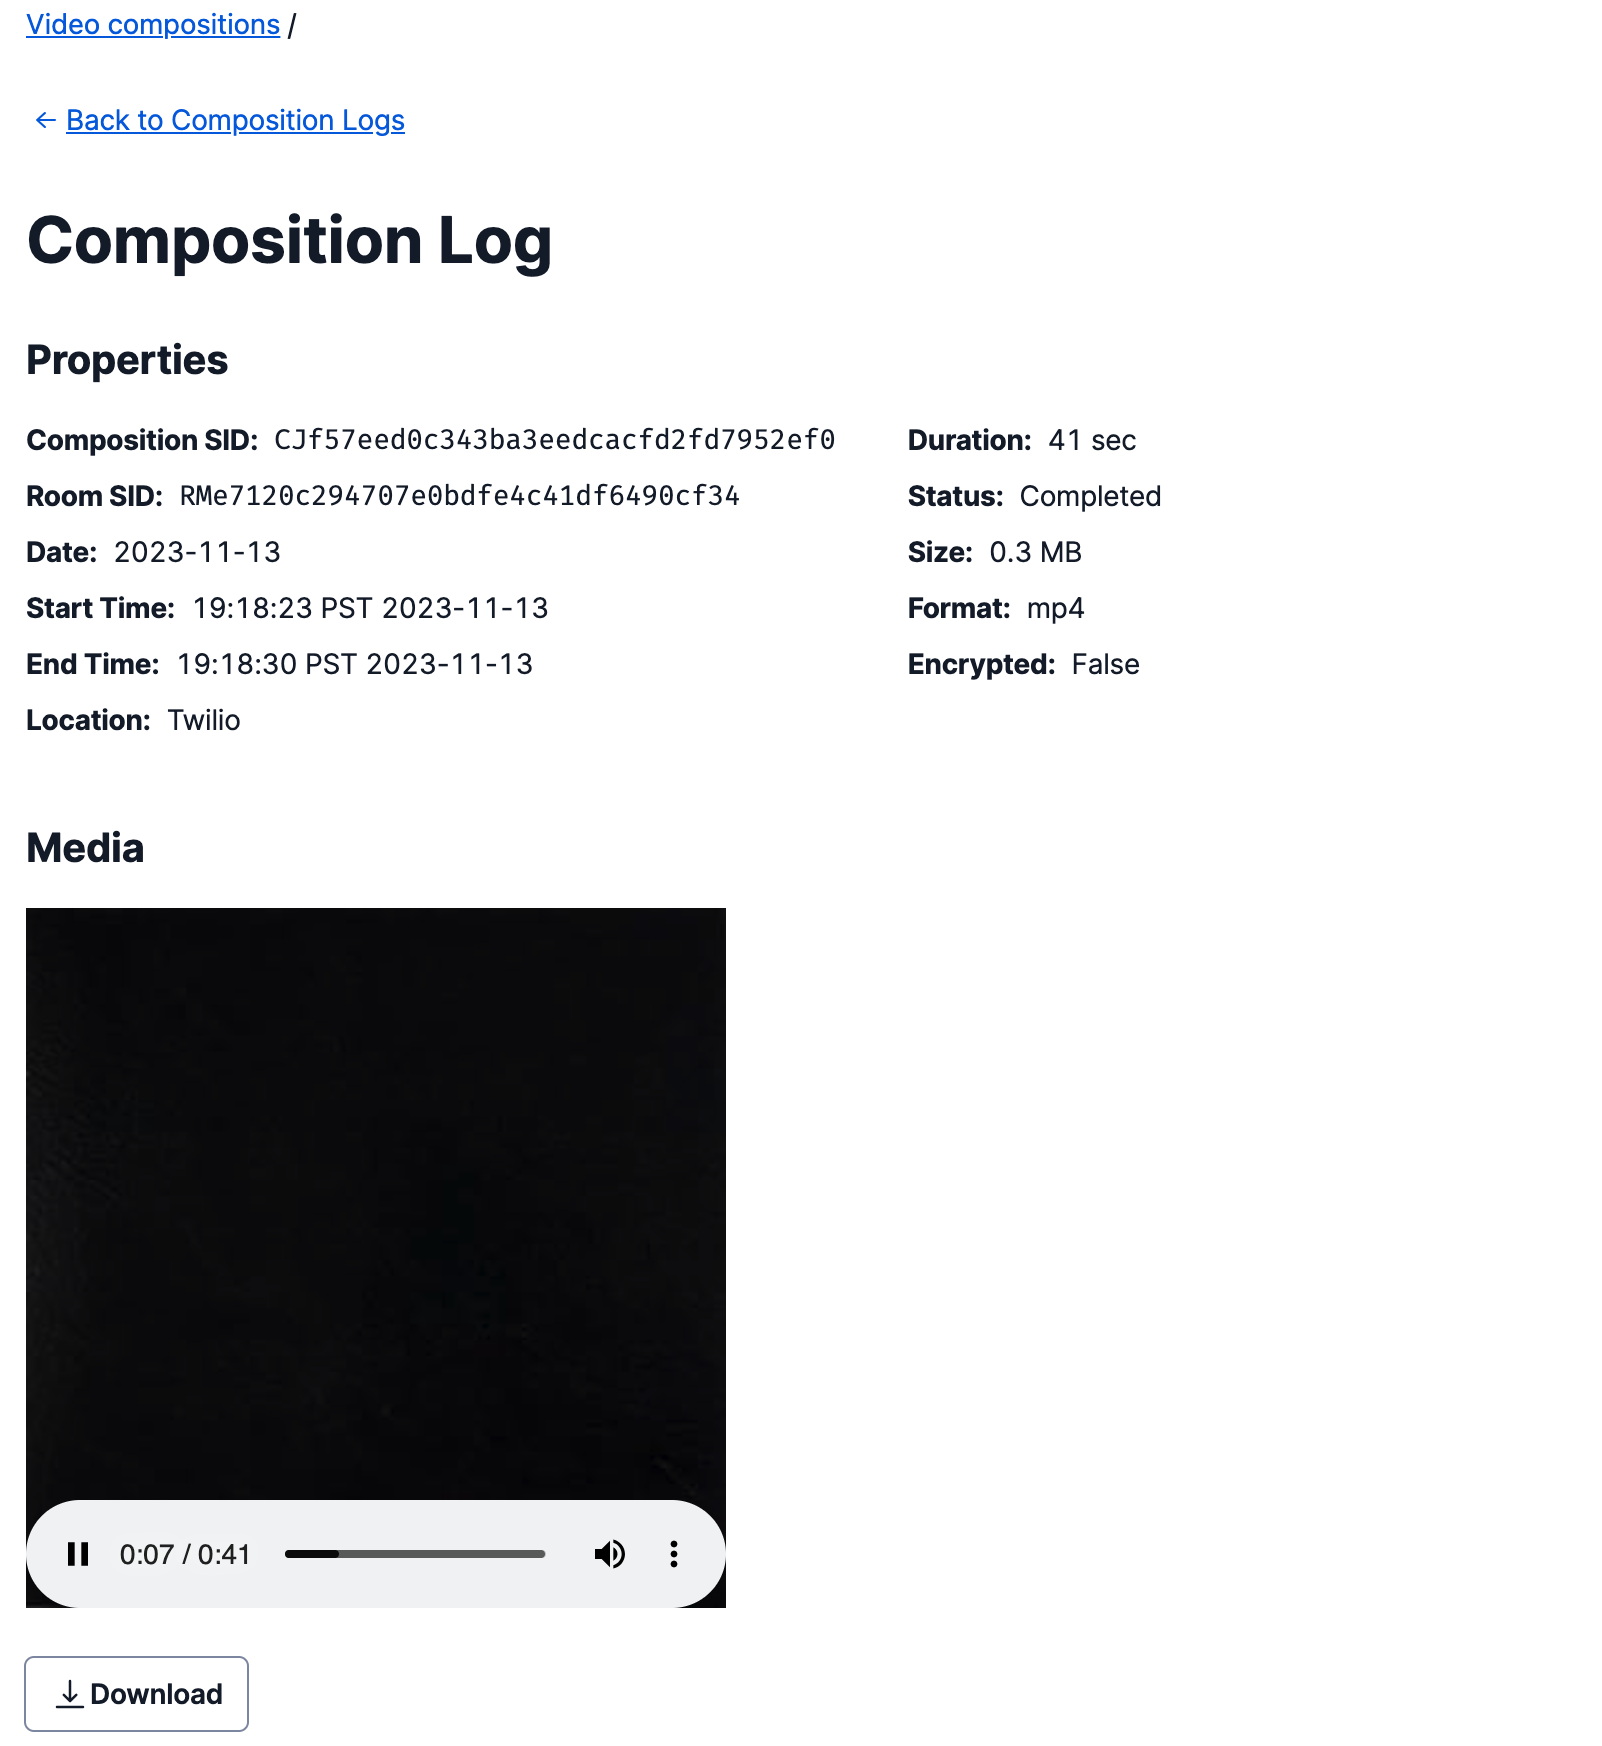 Video compositions /
← Back to Composition Logs
Composition Log
Properties
Composition SID: CJf57eed0c343ba3eedcacfd2fd7952ef0
Room SID: RMe7120c294707e0bdfe4c41df6490cf34
Date: 2023-11-13
Start Time: 19:18:23 PST 2023-11-13
End Time: 19:18:30 PST 2023-11-13
Location: Twilio
Duration: 41 sec
Status: Completed
Size: 0.3 MB
Format: mp4
Encrypted: False
Media
0:07 / 0:41
Download